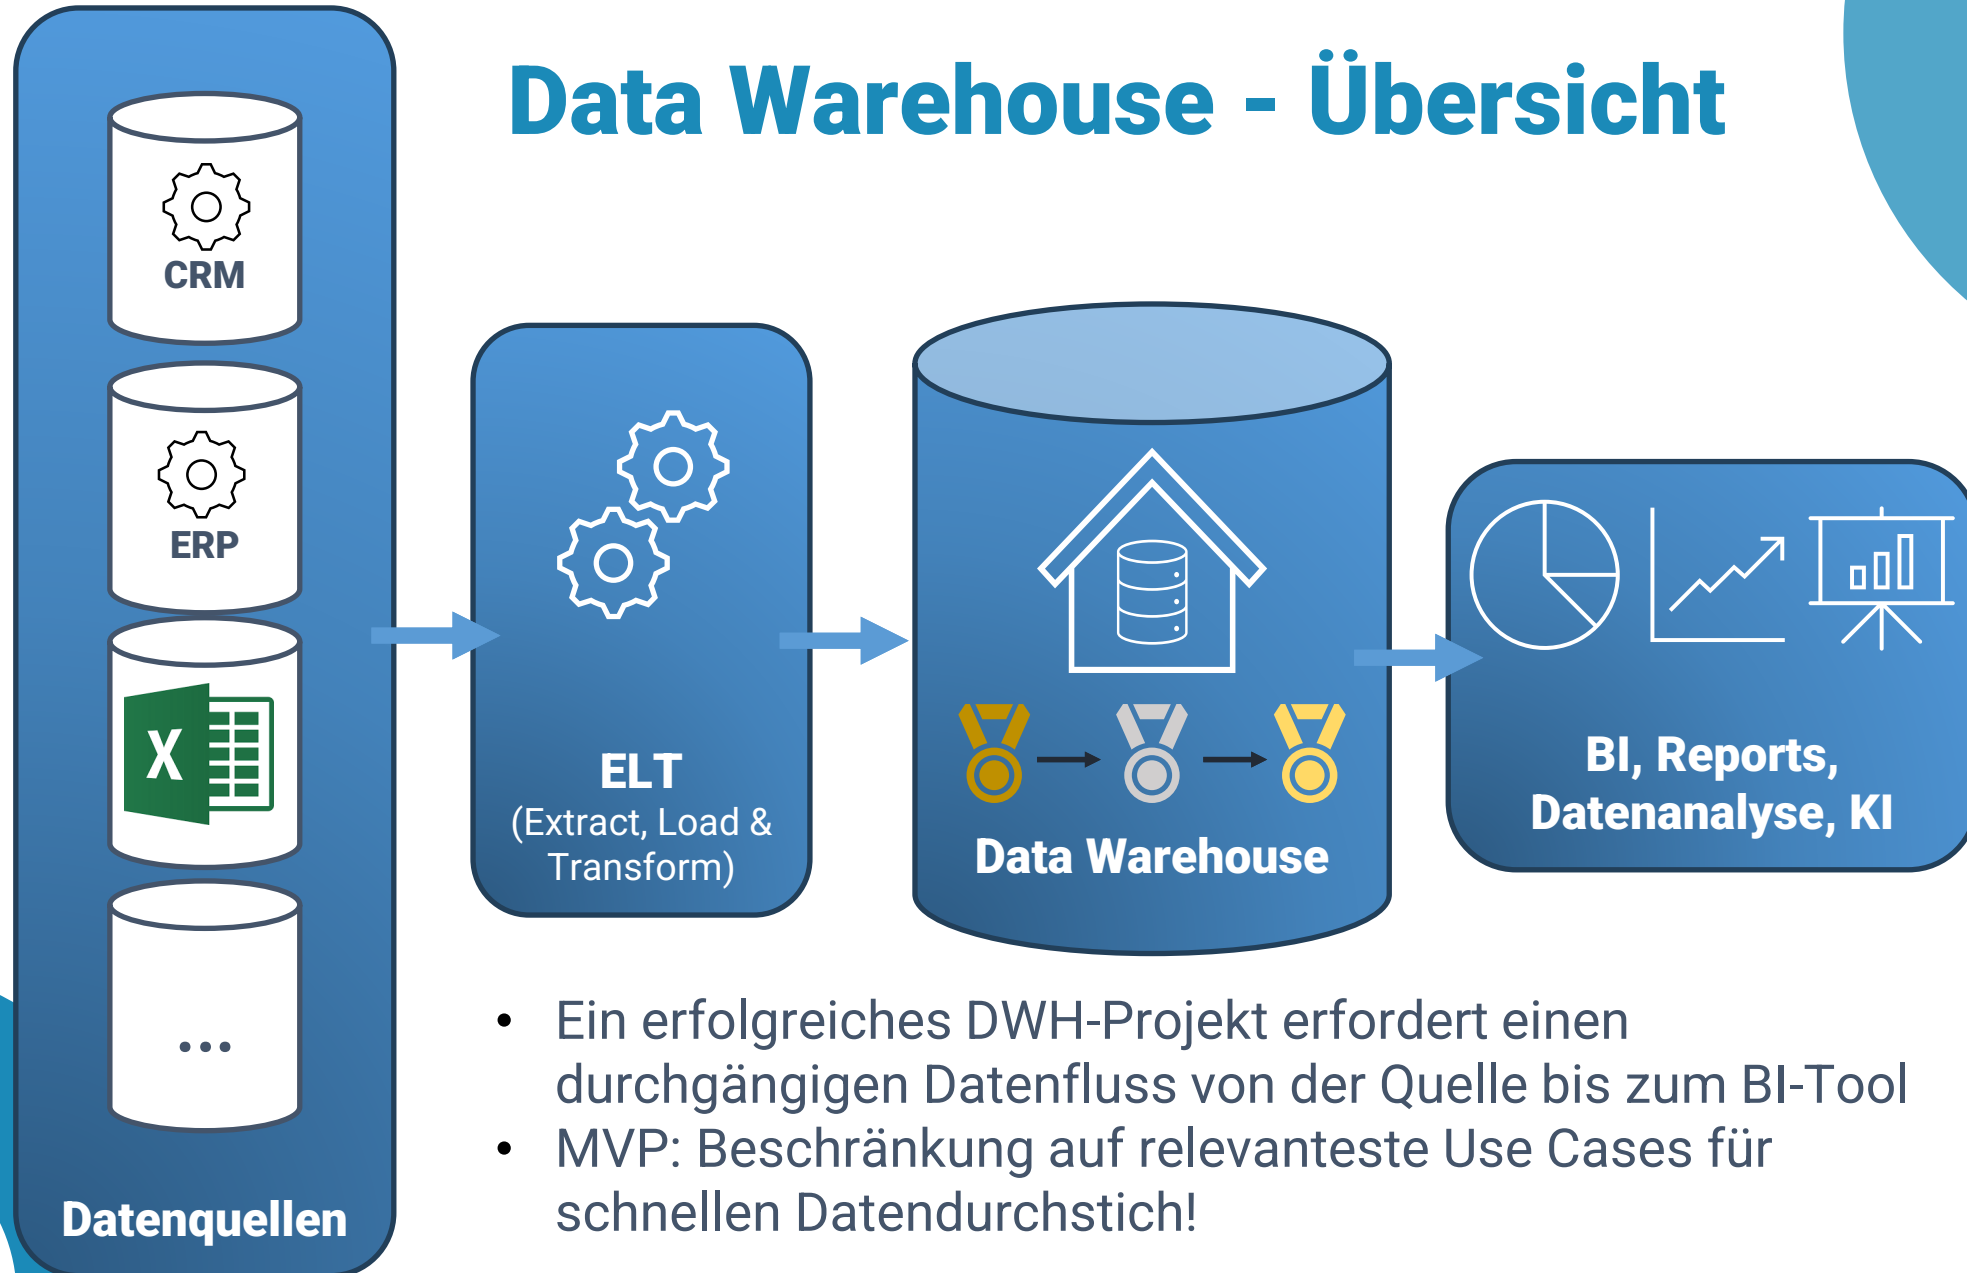 Data Warehouse - Übersicht
CRM
ERP
X
...
Datenquellen
ELT
(Extract, Load &
Transform)
Data Warehouse
BI, Reports,
Datenanalyse, KI
• Ein erfolgreiches DWH-Projekt erfordert einen
durchgängigen Datenfluss von der Quelle bis zum BI-Tool
• MVP: Beschränkung auf relevanteste Use Cases für
schnellen Datendurchstich!